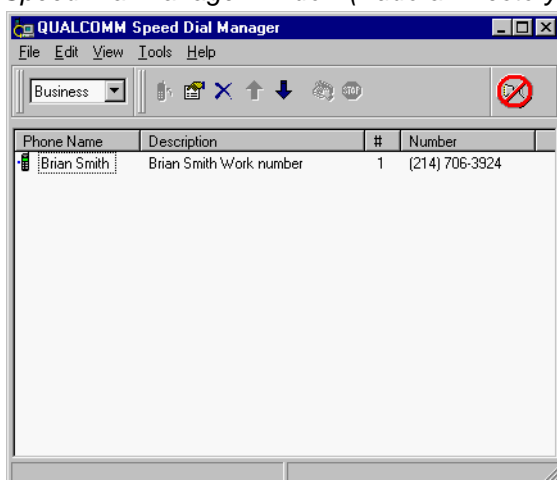 QUALCOMM Speed Dial Manager
File Edit View Tools Help
Business
STOP
Phone Name Description # Number
Brian Smith Brian Smith Work number 1 (214) 706-3924